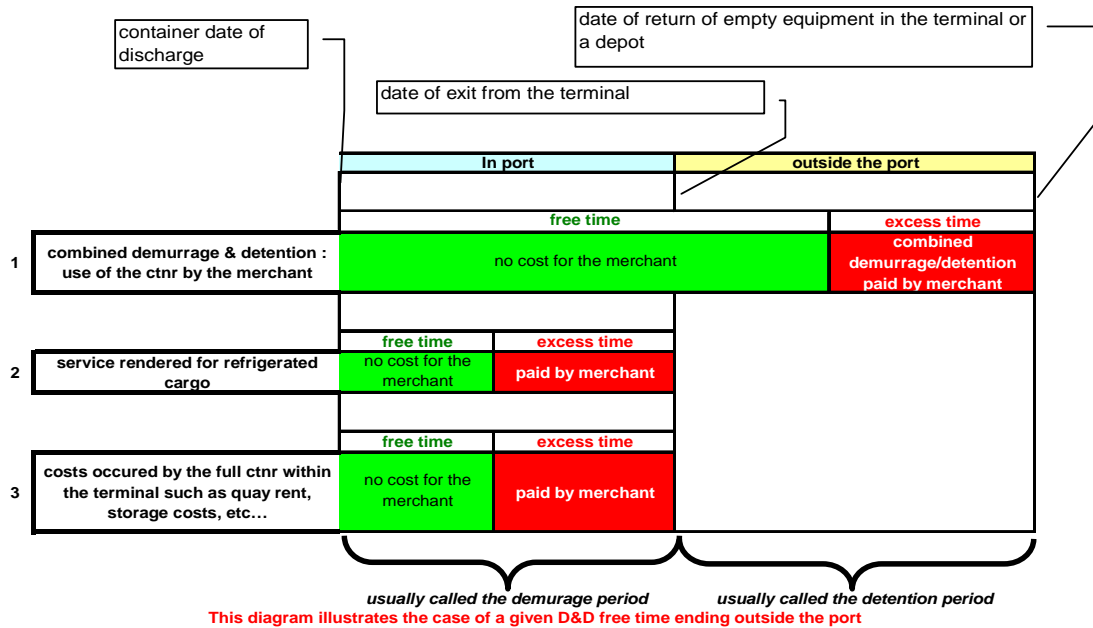 container date of
discharge
date of return of empty equipment in the terminal or
a depot
date of exit from the terminal
In port
outside the port
free time
excess time
1
combined demurrage & detention :
use of the ctnr by the merchant
no cost for the merchant
combined
demurrage/detention
paid by merchant
free time
excess time
2
service rendered for refrigerated
cargo
no cost for the
merchant
paid by merchant
free time
excess time
3
costs occured by the full ctnr within
the terminal such as quay rent,
storage costs, etc…
no cost for the
merchant
paid by merchant
usually called the demurage period
usually called the detention period
This diagram illustrates the case of a given D&D free time ending outside the port